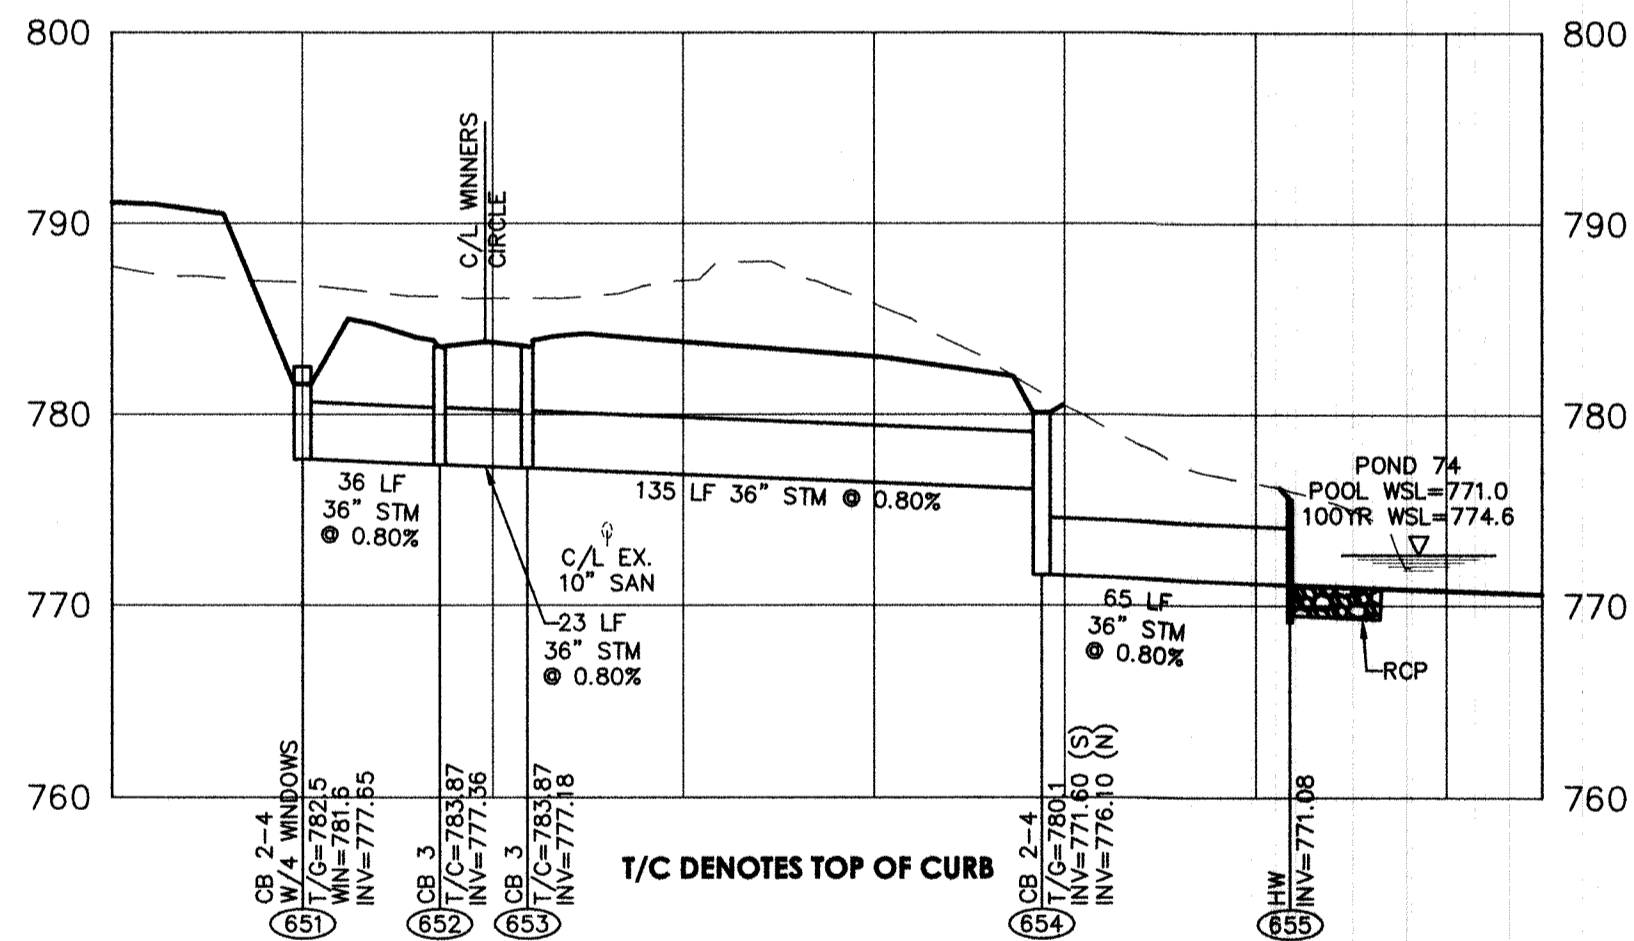 800
800
790
790
780
780
770
770
760
760
C/L WINNERS
CIRCLE
36 LF
36" STM
@ 0.80%
C/L EX.
10" SAN
23 LF
36" STM
@ 0.80%
135 LF 36" STM @ 0.80%
65 LF
36" STM
@ 0.80%
POND 74
POOL WSL=771.0
100YR WSL=774.6
RCP
CB 2-4
W/4 WINDOWS
T/G=782.5
WIN=781.6
INV=777.65
651
CB 3
T/C=783.87
INV=777.36
652
CB 3
T/C=783.87
INV=777.18
653
T/C DENOTES TOP OF CURB
CB 2-4
T/G=780.1
INV=771.60 (S)
INV=776.10 (N)
654
HW
INV=771.08
655